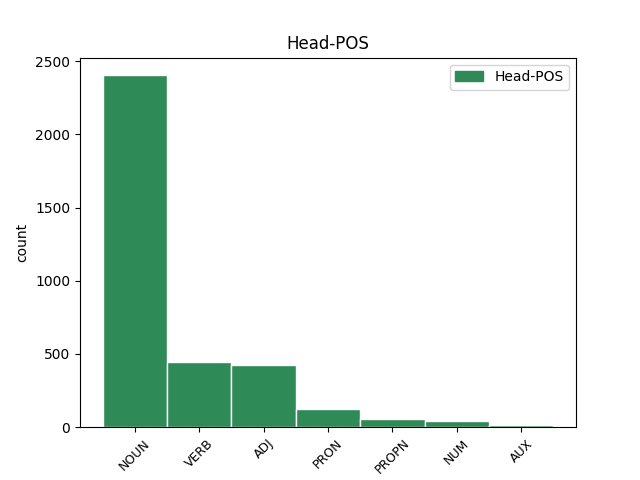 Head-POS
Head-POS
count
2500
2000
1500
1000
500
0
NOUN
VERB
ADJ
PRON
PROPN
NUM
AUX